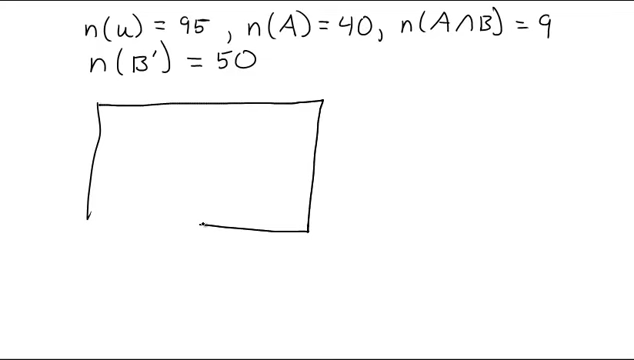 n(u) = 95 , n(A) = 40, n(A∩B) = 9
n(B') = 50